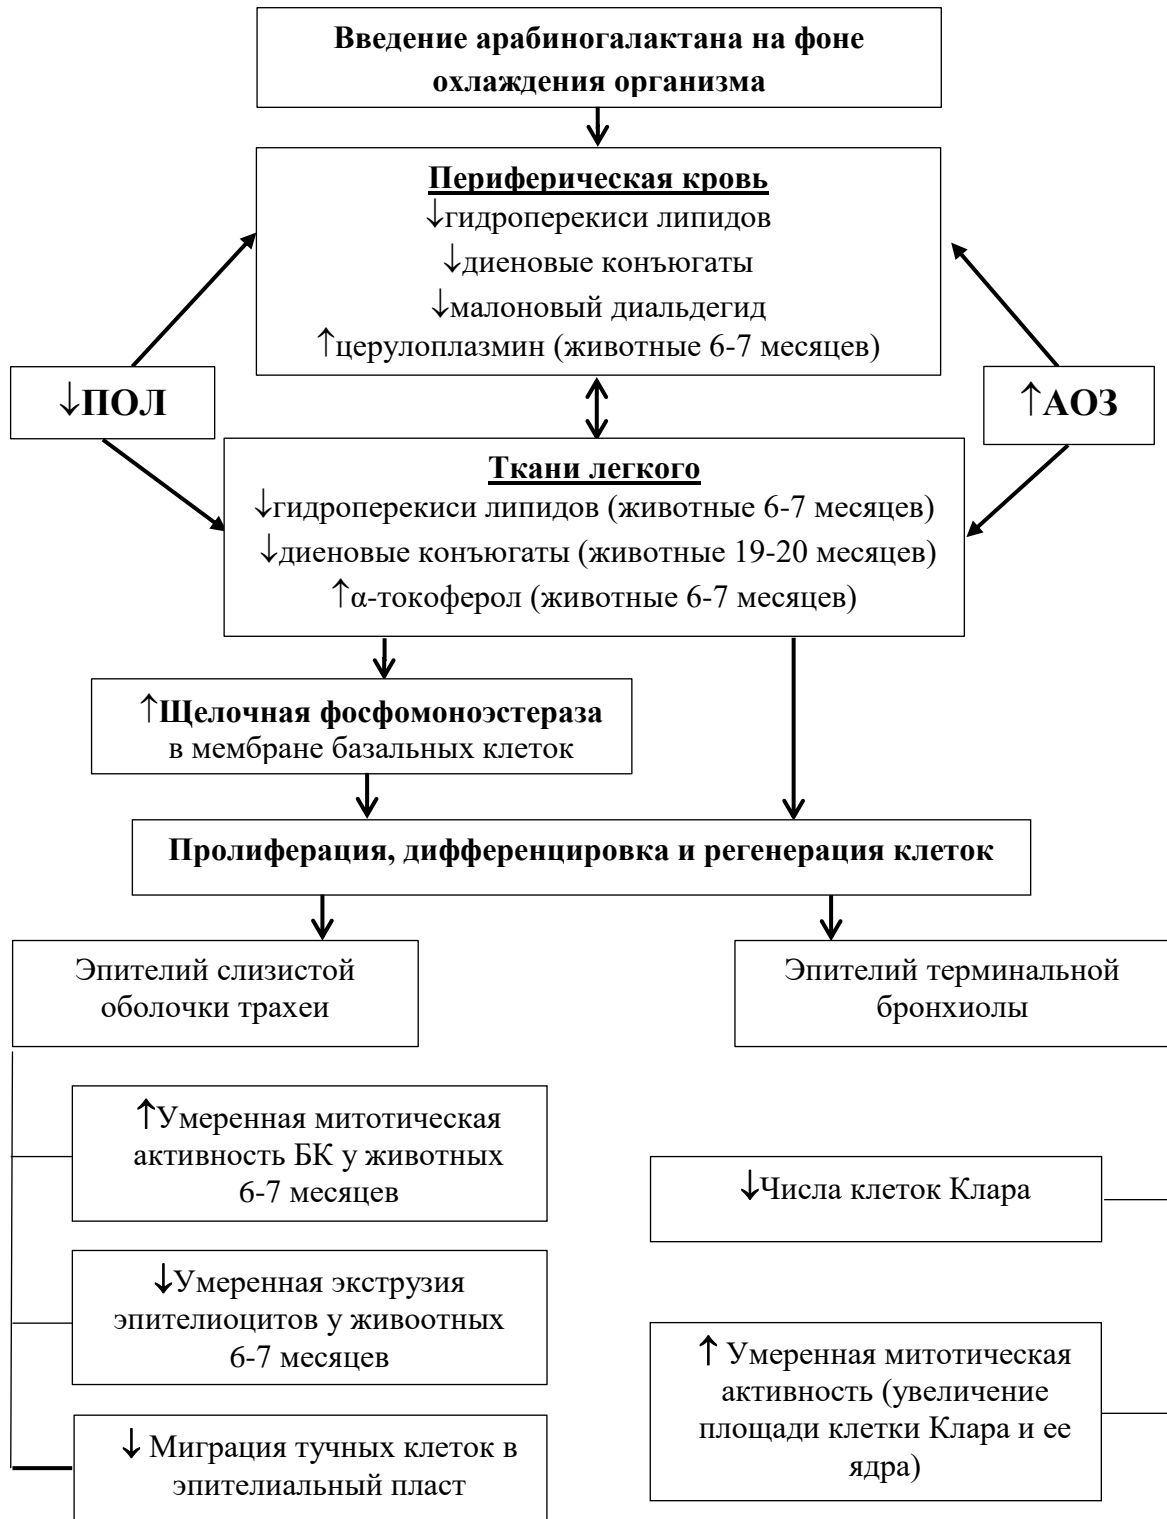 Введение арабиногалактана на фоне
охлаждения организма
Периферическая кровь
↓гидроперекиси липидов
↓диеновые конъюгаты
↓малоновый диальдегид
↑церулоплазмин (животные 6-7 месяцев)
↓ПОЛ
↑АОЗ
Ткани легкого
↓гидроперекиси липидов (животные 6-7 месяцев)
↓диеновые конъюгаты (животные 19-20 месяцев)
↑α-токоферол (животные 6-7 месяцев)
↑Щелочная фосфомоноэстераза
в мембране базальных клеток
Пролиферация, дифференцировка и регенерация клеток
Эпителий слизистой
оболочки трахеи
Эпителий терминальной
бронхиолы
↑Умеренная митотическая
активность БК у животных
6-7 месяцев
↓Умеренная экструзия
эпителиоцитов у живоотных
6-7 месяцев
↓ Миграция тучных клеток в
эпителиальный пласт
↓Числа клеток Клара
↑ Умеренная митотическая
активность (увеличение
площади клетки Клара и ее
ядра)